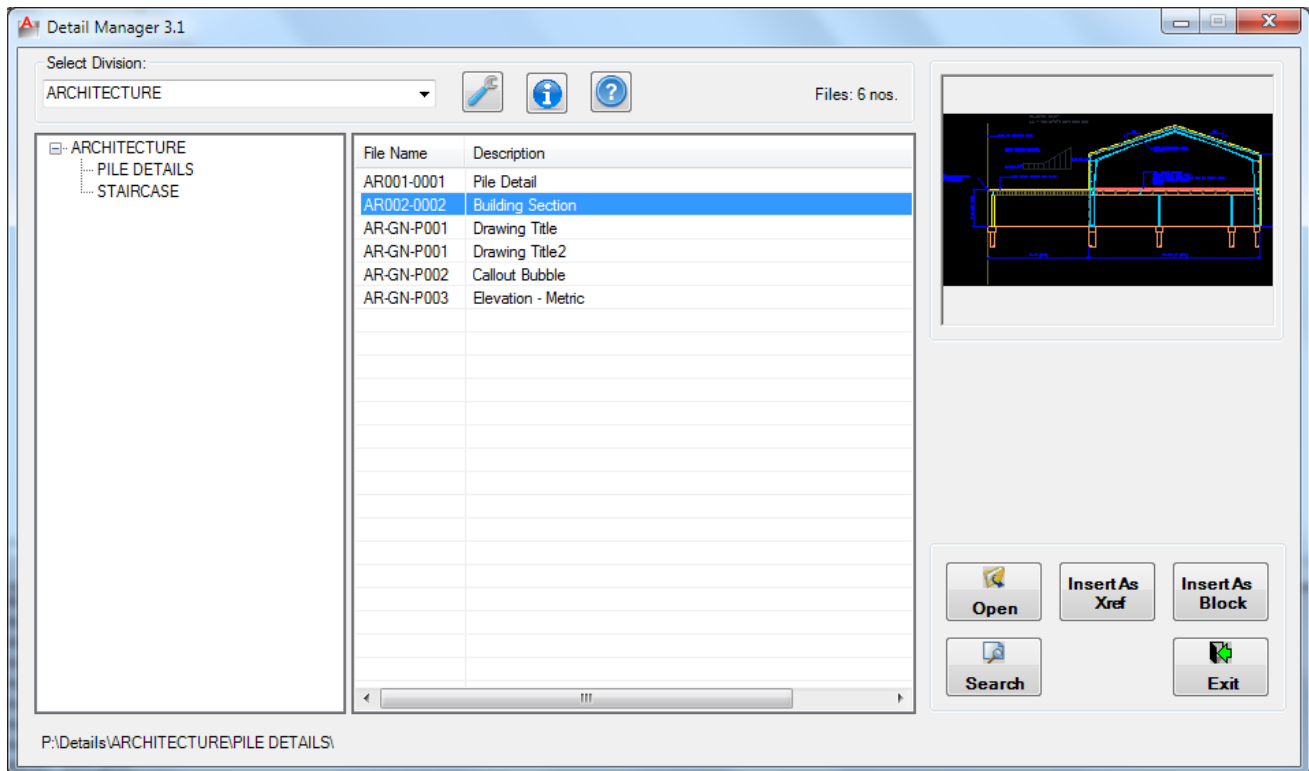 Detail Manager 3.1
Select Division:
ARCHITECTURE
Files: 6 nos.
ARCHITECTURE
PILE DETAILS
STAIRCASE
File Name Description
AR001-0001 Pile Detail
AR002-0002 Building Section
AR-GN-P001 Drawing Title
AR-GN-P001 Drawing Title2
AR-GN-P002 Callout Bubble
AR-GN-P003 Elevation - Metric
Open
Insert As
Xref
Insert As
Block
Search
Exit
P:\Details\ARCHITECTURE\PILE DETAILS\